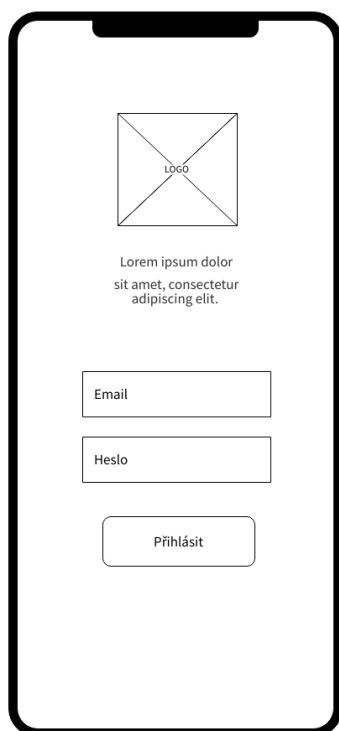 LOGO
Lorem ipsum dolor
sit amet, consectetur
adipiscing elit.
Email
Heslo
Přihlásit